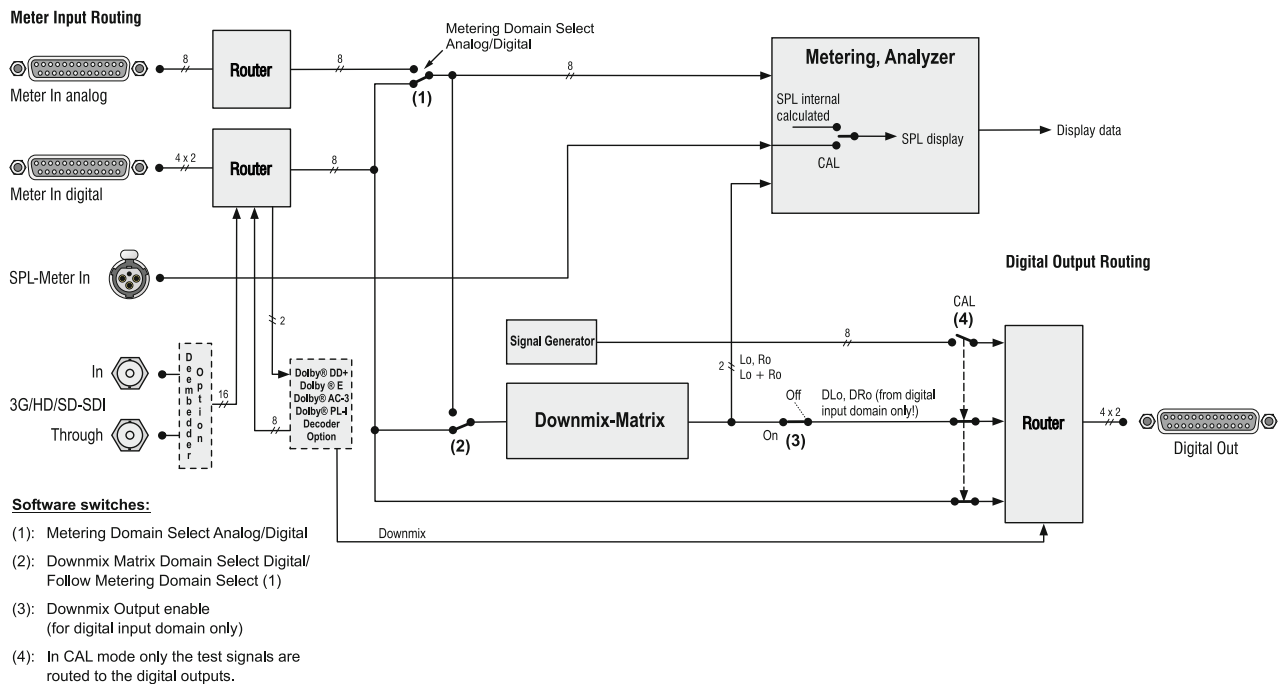 Meter Input Routing
Metering Domain Select
Analog/Digital
8
Router
8
(1)
8
Meter In analog
Metering, Analyzer
SPL internal
calculated
SPL display
CAL
Display data
4 x 2
Router
8
Meter In digital
SPL-Meter In
Digital Output Routing
2
CAL
(4)
Signal Generator
8
In
3G/HD/SD-SDI
Through
Deembedder
Option
16
8
Dolby® DD+
Dolby ® E
Dolby® AC-3
Dolby® PL-I
Decoder
Option
2
Lo, Ro
Lo + Ro
(2)
Downmix-Matrix
Off
On
(3)
DLo, DRo (from digital
input domain only!)
Router
4 x 2
Digital Out
Downmix
Software switches:
(1): Metering Domain Select Analog/Digital
(2): Downmix Matrix Domain Select Digital/
Follow Metering Domain Select (1)
(3): Downmix Output enable
(for digital input domain only)
(4): In CAL mode only the test signals are
routed to the digital outputs.